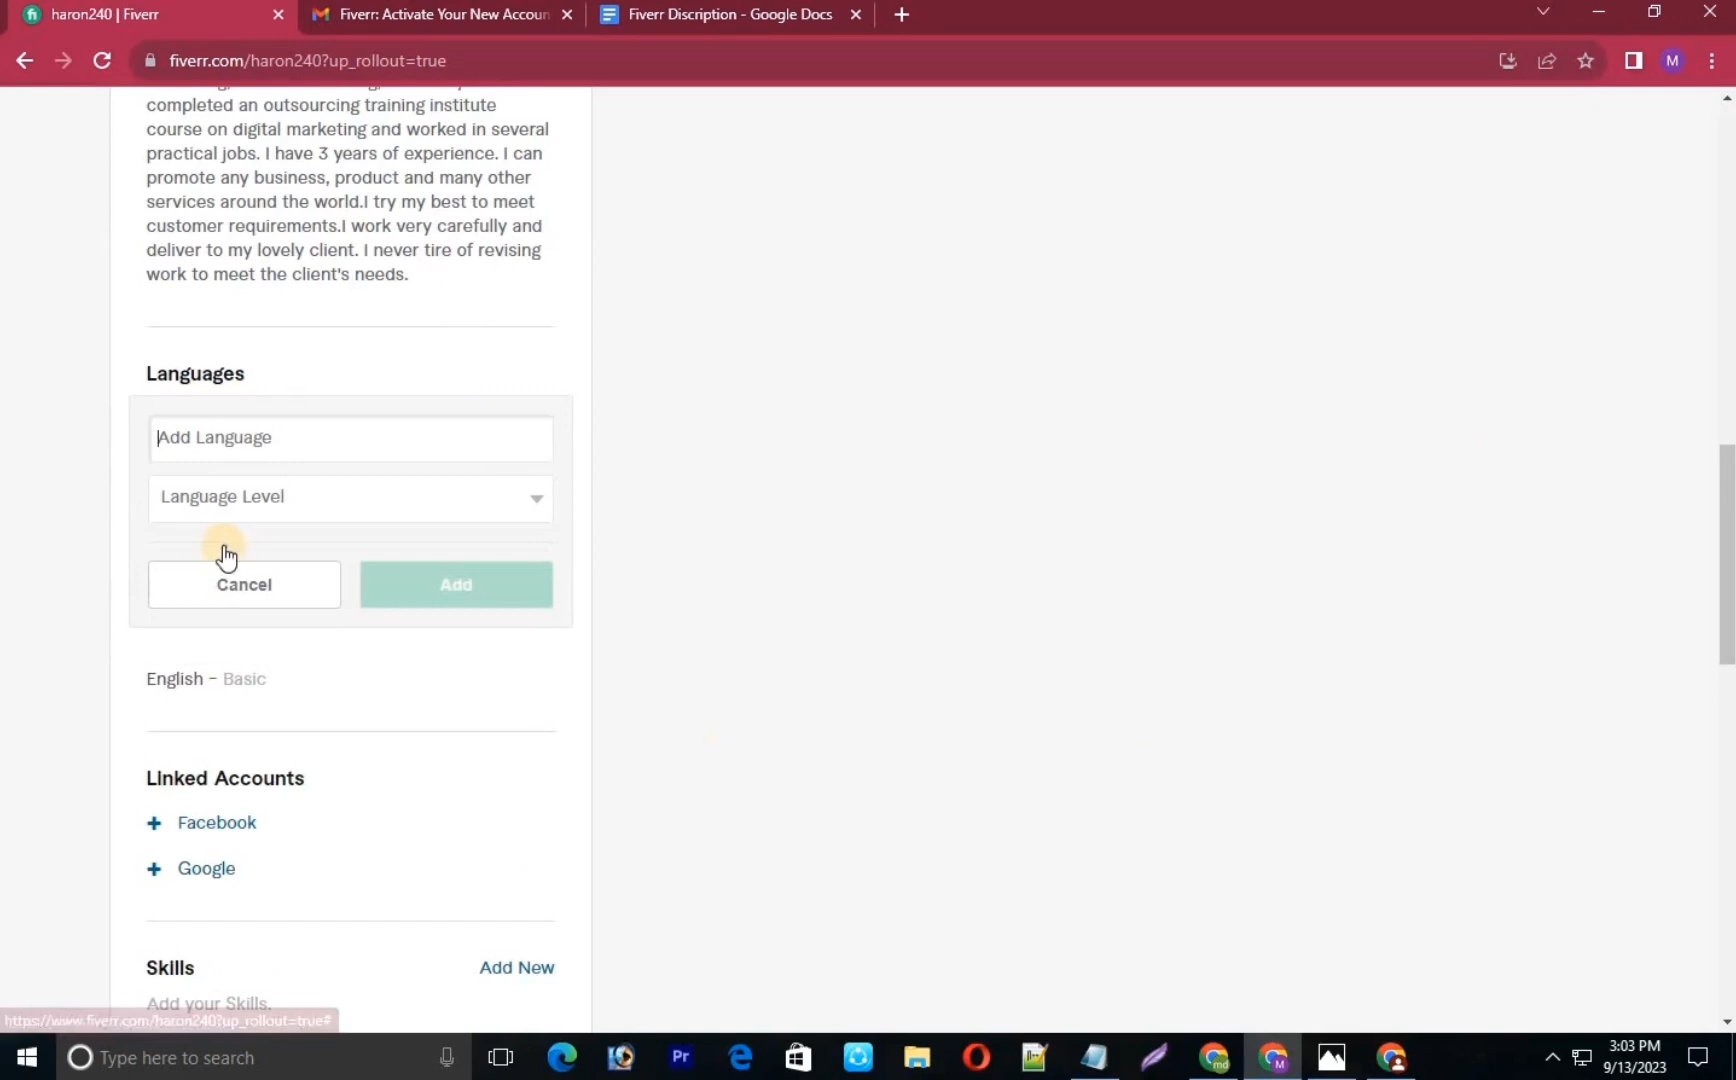 haron240 | Fiverr
Fiverr: Activate Your New Accoun
Fiverr Discription - Google Docs
fiverr.com/haron240?up_rollout=true
M
completed an outsourcing training institute
course on digital marketing and worked in several
practical jobs. I have 3 years of experience. I can
promote any business, product and many other
services around the world.I try my best to meet
customer requirements.I work very carefully and
deliver to my lovely client. I never tire of revising
work to meet the client's needs.
Languages
Add Language
Language Level
Cancel
Add
English - Basic
Linked Accounts
+ Facebook
+ Google
Skills
Add New
Add your Skills.
https://www.fiverr.com/haron240?up_rollout=true#
Type here to search
Pr
3:03 PM
9/13/2023